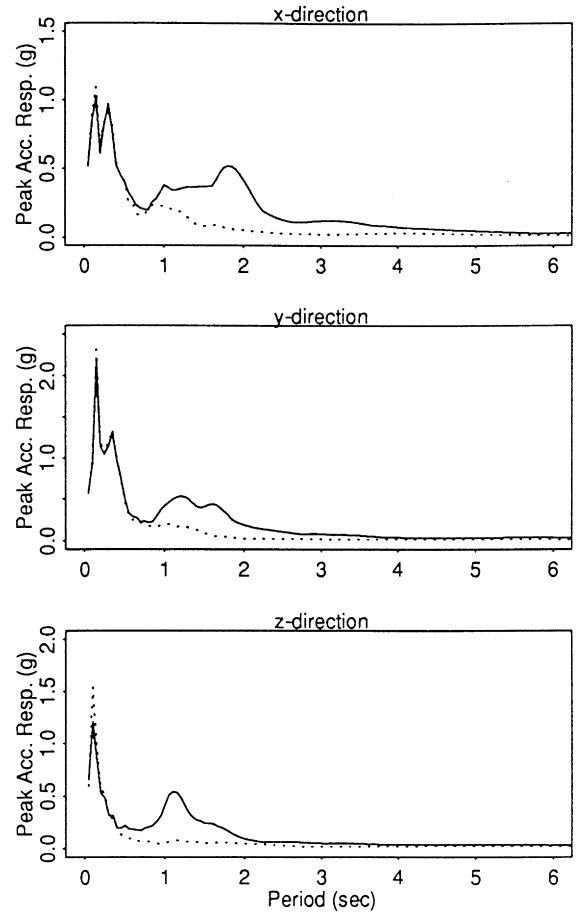 x-direction
Peak Acc. Resp. (g)
0.0 0.5 1.0 1.5
0 1 2 3 4 5 6
y-direction
Peak Acc. Resp. (g)
0.0 1.0 2.0
0 1 2 3 4 5 6
z-direction
Peak Acc. Resp. (g)
0.0 0.5 1.0 1.5 2.0
0 1 2 3 4 5 6
Period (sec)